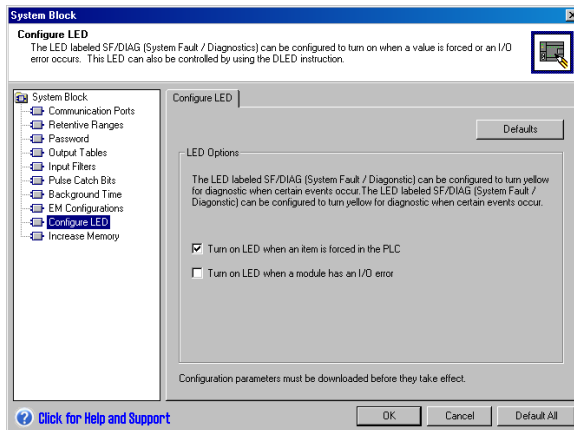 System Block
Configure LED
The LED labeled SF/DIAG (System Fault / Diagnostics) can be configured to turn on when a value is forced or an I/O
error occurs.  This LED can also be controlled by using the DLED instruction.
System Block
Communication Ports
Retentive Ranges
Password
Output Tables
Input Filters
Pulse Catch Bits
Background Time
EM Configurations
Configure LED
Increase Memory
Configure LED
Defaults
LED Options
The LED labeled SF/DIAG (System Fault / Diagnostic) can be configured to turn yellow
for diagnostic when certain events occur.The LED labeled SF/DIAG (System Fault /
Diagonstic) can be configured to turn yellow for diagnostic when certain events occur.
Turn on LED when an item is forced in the PLC
Turn on LED when a module has an I/O error
Configuration parameters must be downloaded before they take effect.
Click for Help and Support
OK
Cancel
Default All